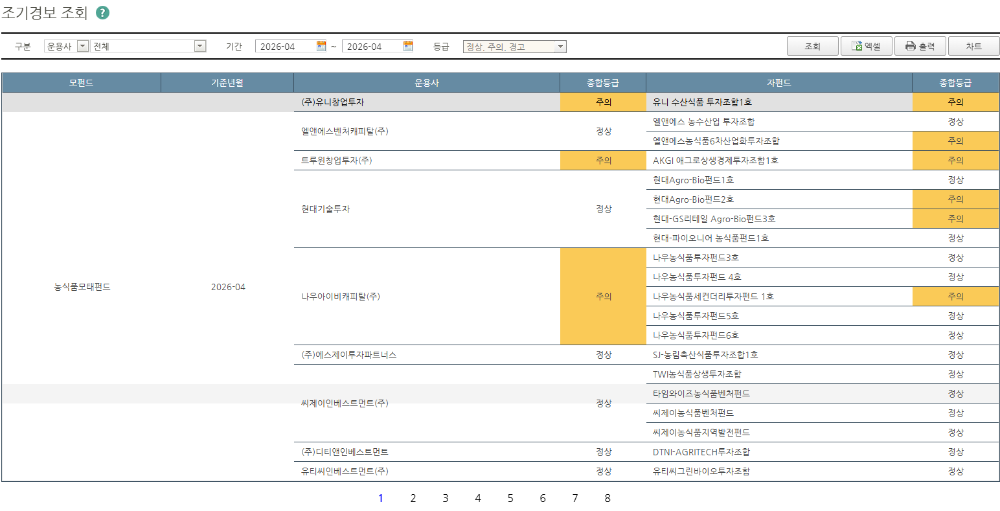 조기경보 조회 ?
구분 운용사 전체 기간 2026-04 ~ 2026-04 등급 정상, 주의, 경고 조회 엑셀 출력 차트
모펀드 기준년월 운용사 종합등급 자펀드 종합등급
(주)유니창업투자 주의 유니 수산식품 투자조합1호 주의
엘앤에스 농수산업 투자조합 정상
엘앤에스벤처캐피탈(주) 정상
엘앤에스농식품6차산업화투자조합 주의
트루윈창업투자(주) 주의 AKGI 애그로상생경제투자조합1호 주의
현대Agro-Bio펀드1호 정상
현대Agro-Bio펀드2호 주의
현대기술투자 정상
현대-GS리테일 Agro-Bio펀드3호 주의
현대-파이오니어 농식품펀드1호 정상
나우농식품투자펀드3호 정상
나우농식품투자펀드 4호 정상
농식품모태펀드 2026-04
나우아이비캐피탈(주) 주의 나우농식품세컨더리투자펀드 1호 주의
나우농식품투자펀드5호 정상
나우농식품투자펀드6호 정상
(주)에스제이투자파트너스 정상 SJ-농림축산식품투자조합1호 정상
TWI농식품상생투자조합 정상
타임와이즈농식품벤처펀드 정상
씨제이인베스트먼트(주) 정상
씨제이농식품벤처펀드 정상
씨제이농식품지역발전펀드 정상
(주)디티앤인베스트먼트 정상 DTNI-AGRITECH투자조합 정상
유티씨인베스트먼트(주) 정상 유티씨그린바이오투자조합 정상
1 2 3 4 5 6 7 8